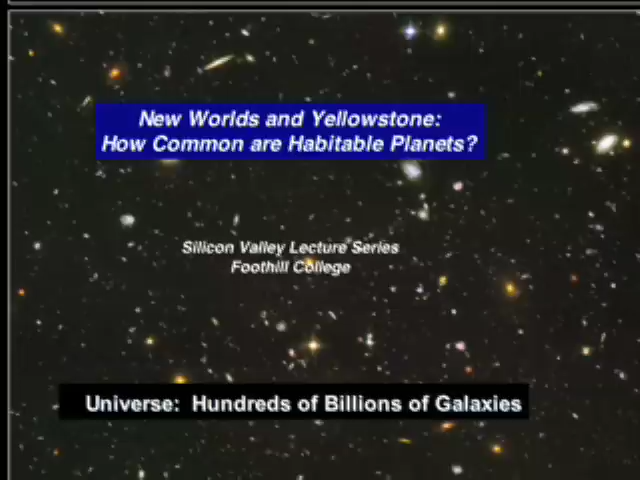 New Worlds and Yellowstone:
How Common are Habitable Planets?
Silicon Valley Lecture Series
Foothill College
Universe: Hundreds of Billions of Galaxies